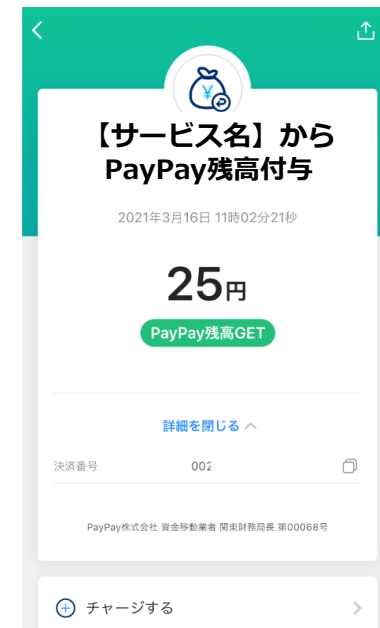 【サービス名】から
PayPay残高付与
2021年3月16日 11時02分21秒
25円
PayPay残高GET
詳細を閉じる
決済番号 002
PayPay株式会社 資金移動業者 関東財務局長 第00068号
チャージする